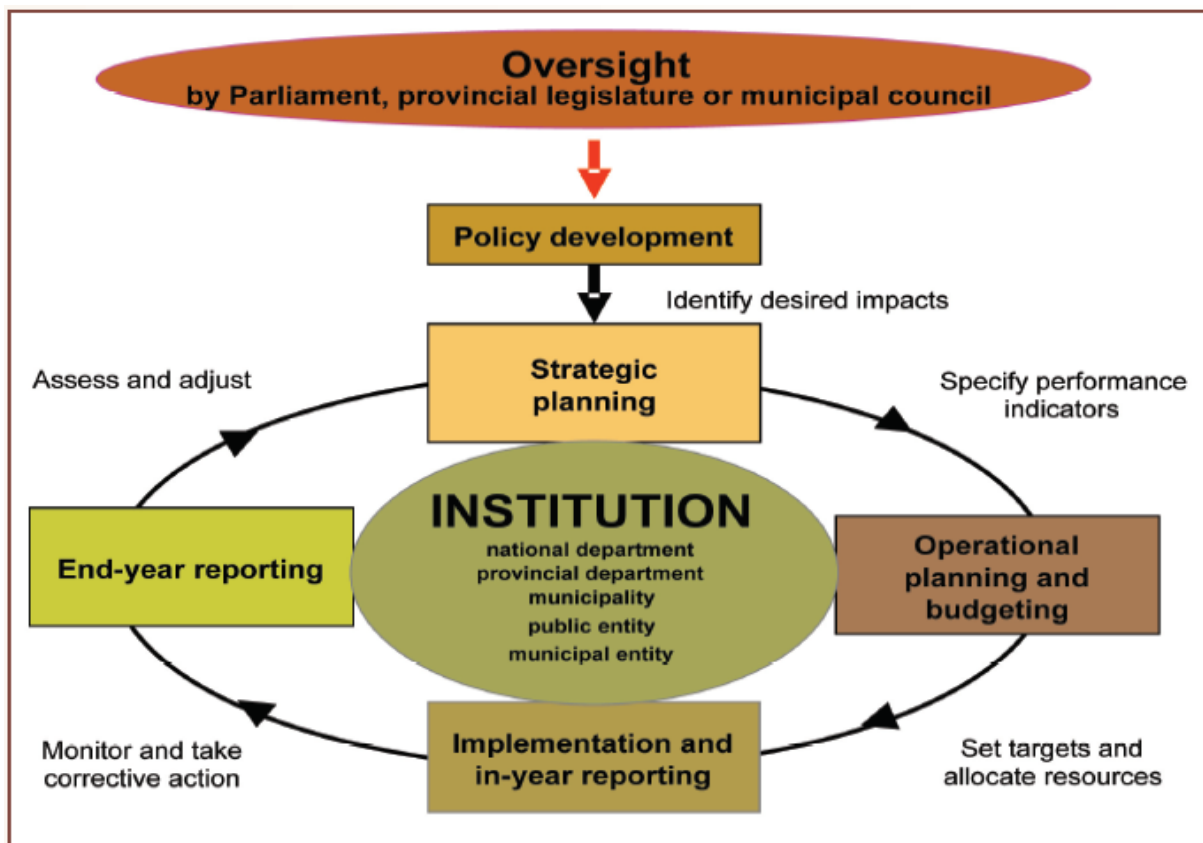 Oversight
by Parliament, provincial legislature or municipal council
Policy development
Identify desired impacts
Strategic
planning
Assess and adjust
Specify performance
indicators
INSTITUTION
national department
provincial department
municipality
public entity
municipal entity
End-year reporting
Operational
planning and
budgeting
Implementation and
in-year reporting
Monitor and take
corrective action
Set targets and
allocate resources